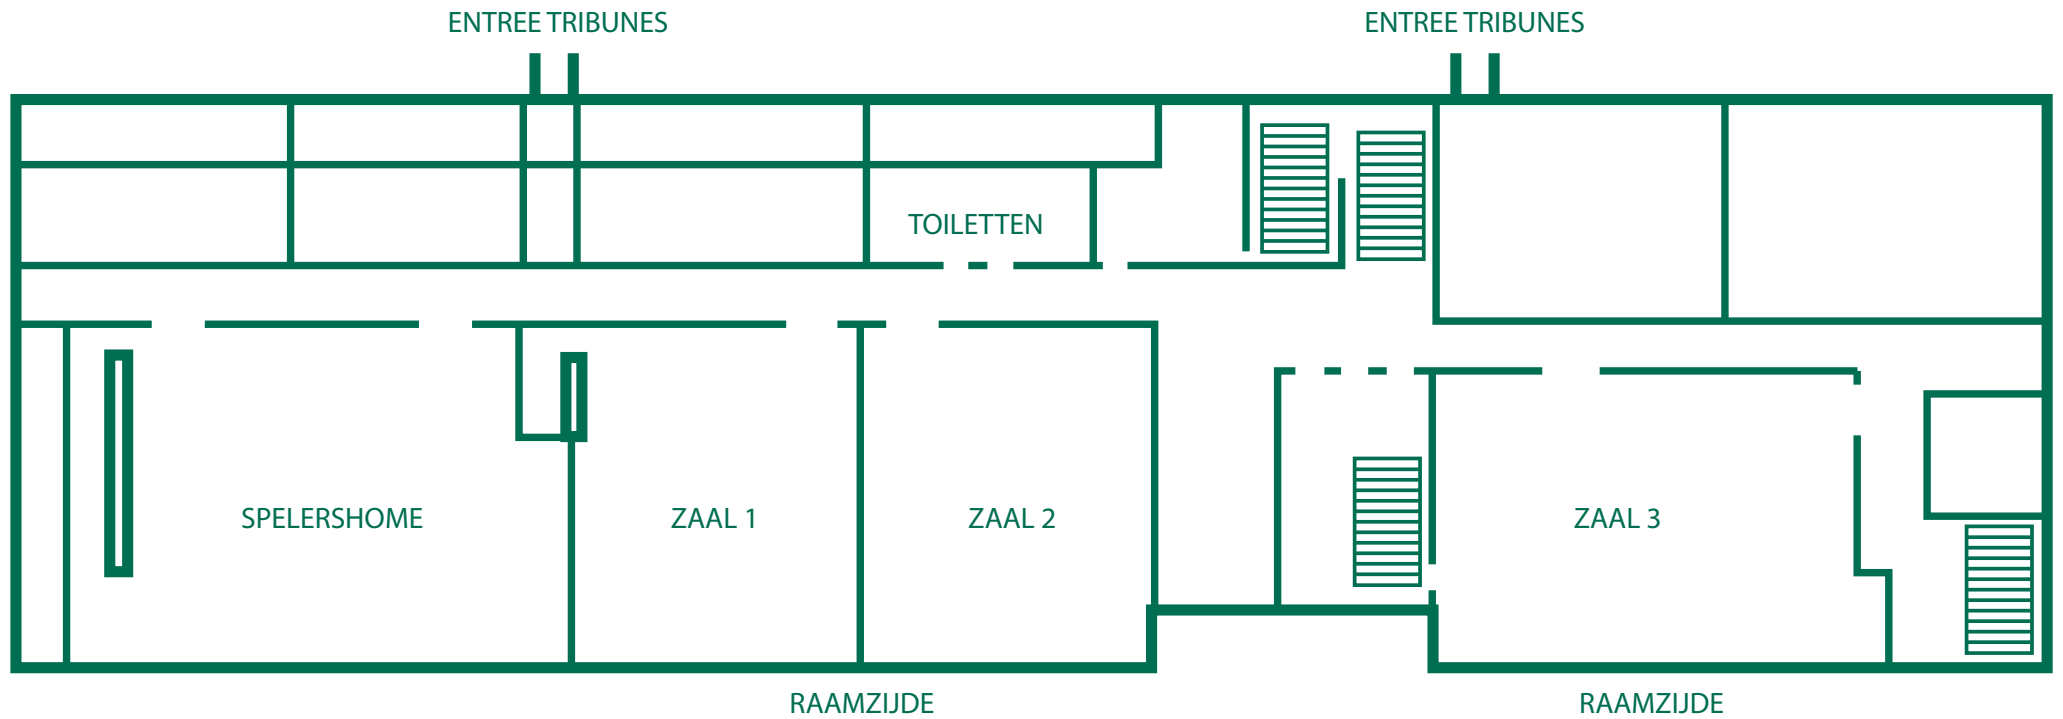 ENTREE TRIBUNES
ENTREE TRIBUNES
TOILETTEN
SPELERSHOME
ZAAL 1
ZAAL 2
ZAAL 3
RAAMZIJDE
RAAMZIJDE